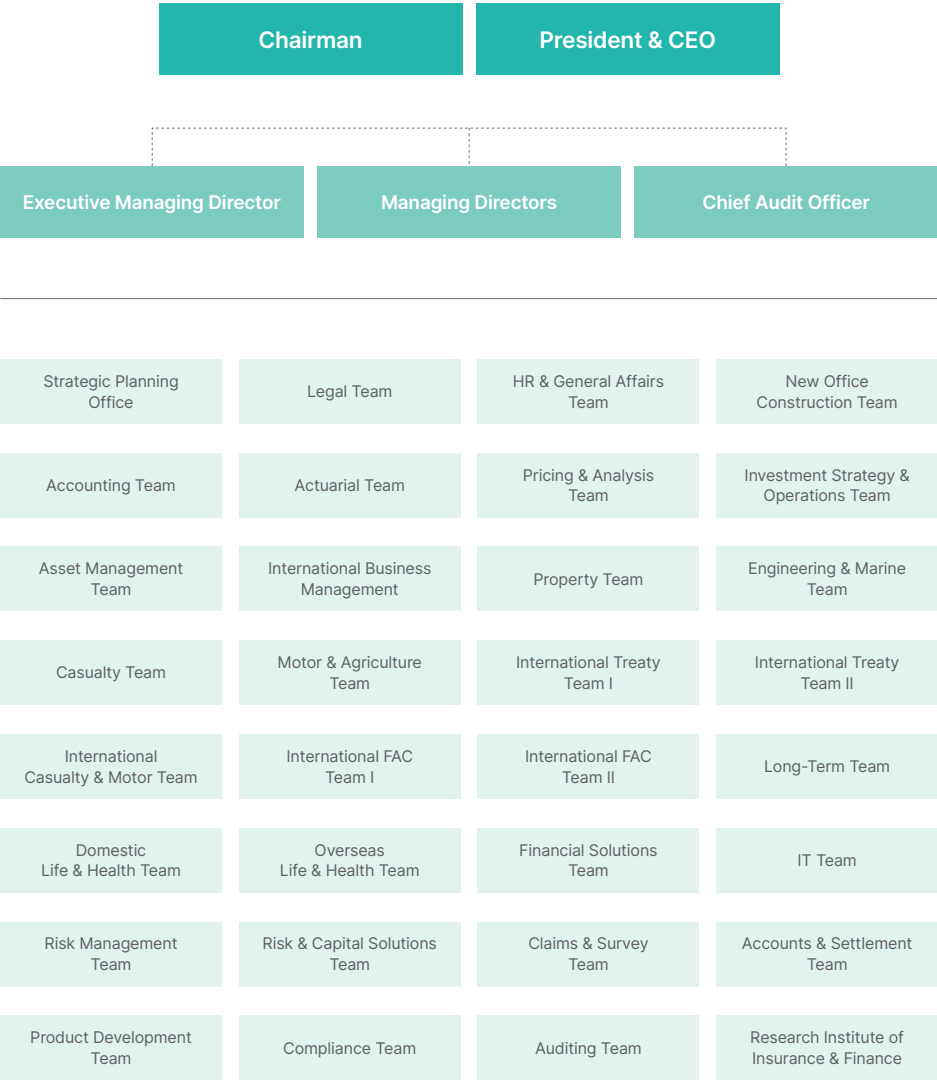 Chairman
President & CEO
Executive Managing Director
Managing Directors
Chief Audit Officer
Strategic Planning
Office
Legal Team
HR & General Affairs
Team
New Office
Construction Team
Accounting Team
Actuarial Team
Pricing & Analysis
Team
Investment Strategy &
Operations Team
Asset Management
Team
International Business
Management
Property Team
Engineering & Marine
Team
Casualty Team
Motor & Agriculture
Team
International Treaty
Team I
International Treaty
Team II
International
Casualty & Motor Team
International FAC
Team I
International FAC
Team II
Long-Term Team
Domestic
Life & Health Team
Overseas
Life & Health Team
Financial Solutions
Team
IT Team
Risk Management
Team
Risk & Capital Solutions
Team
Claims & Survey
Team
Accounts & Settlement
Team
Product Development
Team
Compliance Team
Auditing Team
Research Institute of
Insurance & Finance